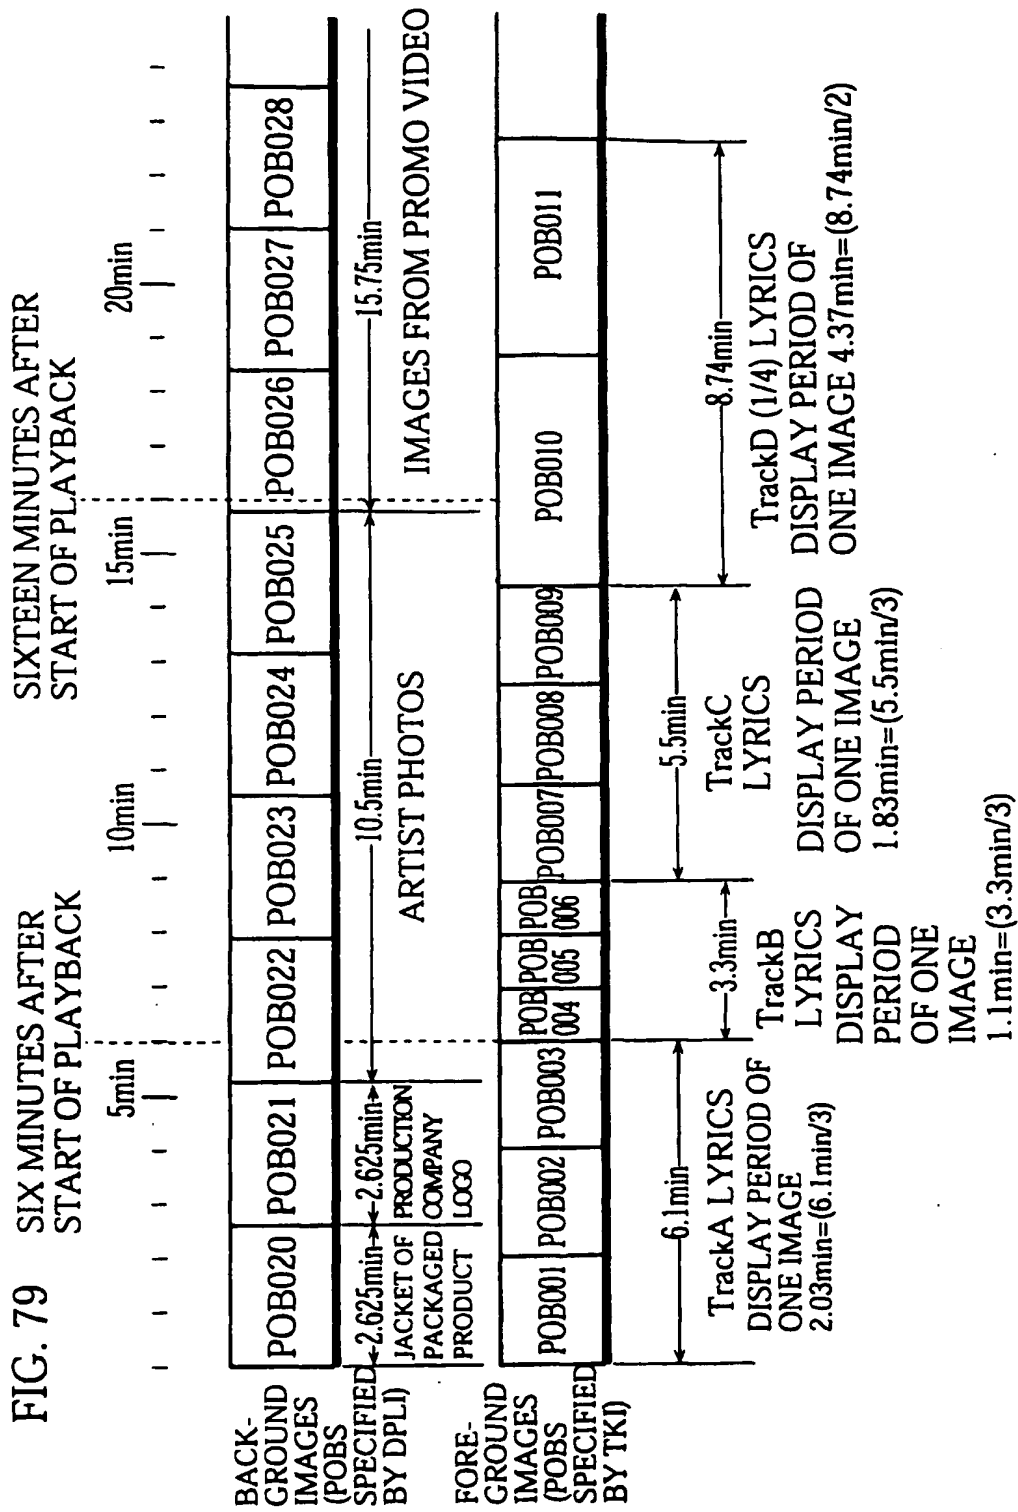 FIG. 79
SIX MINUTES AFTER
START OF PLAYBACK
SIXTEEN MINUTES AFTER
START OF PLAYBACK
5min
10min
15min
20min
BACK-
GROUND
IMAGES
(POBS
SPECIFIED
BY DPLI)
POB020
POB021
POB022
POB023
POB024
POB025
POB026
POB027
POB028
2.625min
JACKET OF
PACKAGED
PRODUCT
2.625min
PRODUCTION
COMPANY
LOGO
10.5min
ARTIST PHOTOS
15.75min
IMAGES FROM PROMO VIDEO
FORE-
GROUND
IMAGES
(POBS
SPECIFIED
BY TKI)
POB001
POB002
POB003
POB
004
POB
005
POB
006
POB007
POB008
POB009
POB010
POB011
6.1min
TrackA LYRICS
DISPLAY PERIOD OF
ONE IMAGE
2.03min=(6.1min/3)
3.3min
TrackB
LYRICS
DISPLAY
PERIOD
OF ONE
IMAGE
1.1min=(3.3min/3)
5.5min
TrackC
LYRICS
DISPLAY PERIOD
OF ONE IMAGE
1.83min=(5.5min/3)
8.74min
TrackD (1/4) LYRICS
DISPLAY PERIOD OF
ONE IMAGE 4.37min=(8.74min/2)